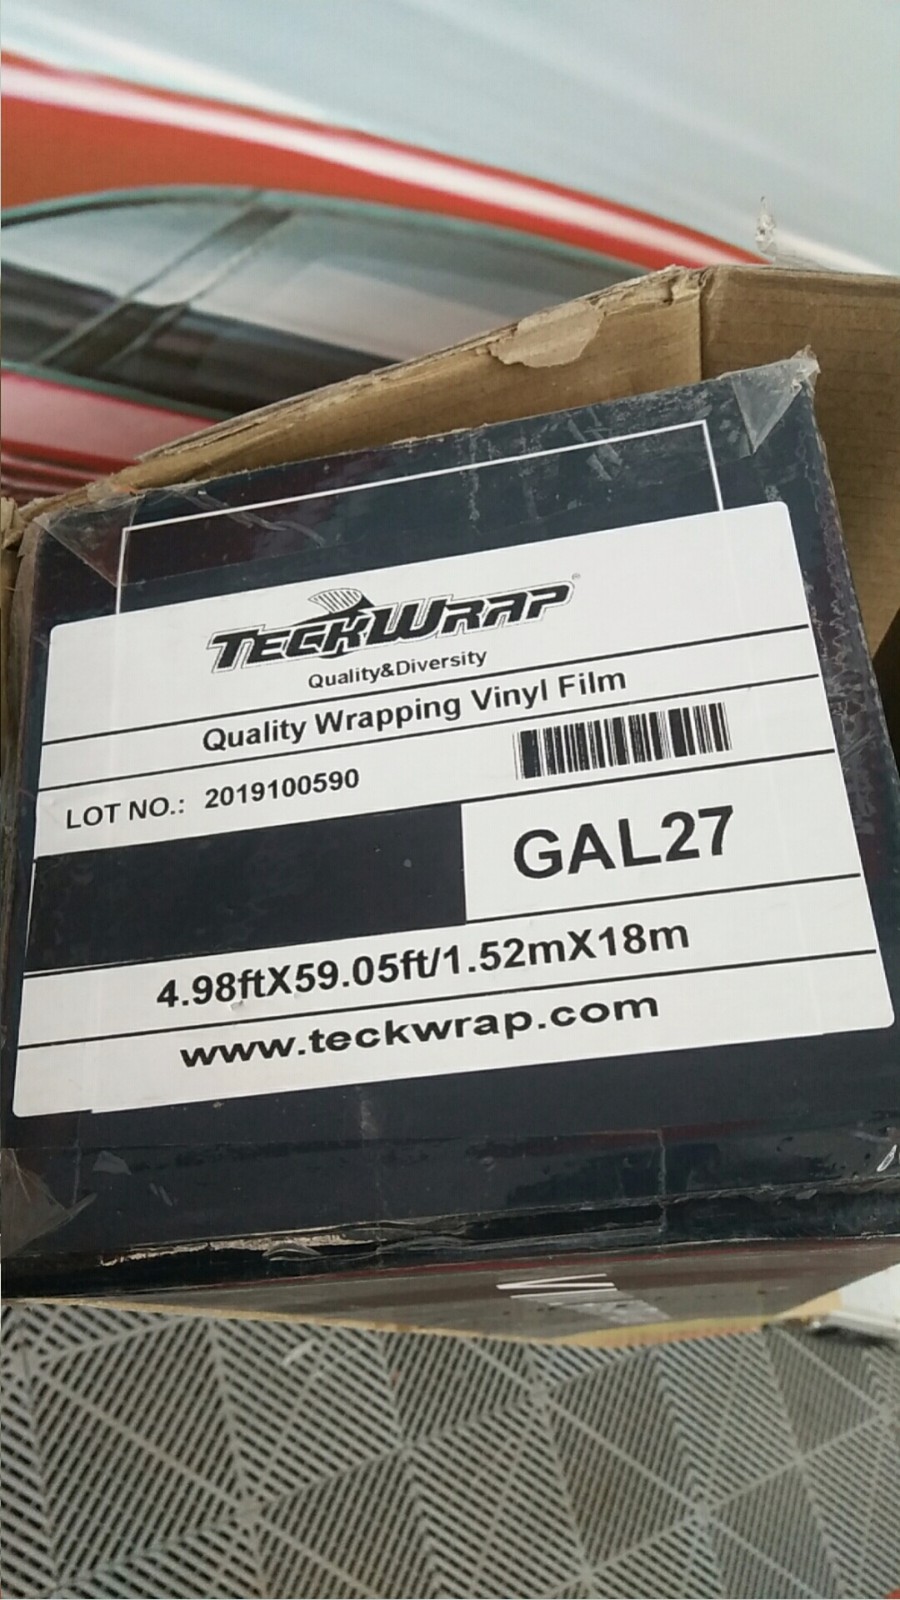 TECKWRAP®
Quality&Diversity
Quality Wrapping Vinyl Film
LOT NO.: 2019100590
GAL27
4.98ftX59.05ft/1.52mX18m
www.teckwrap.com